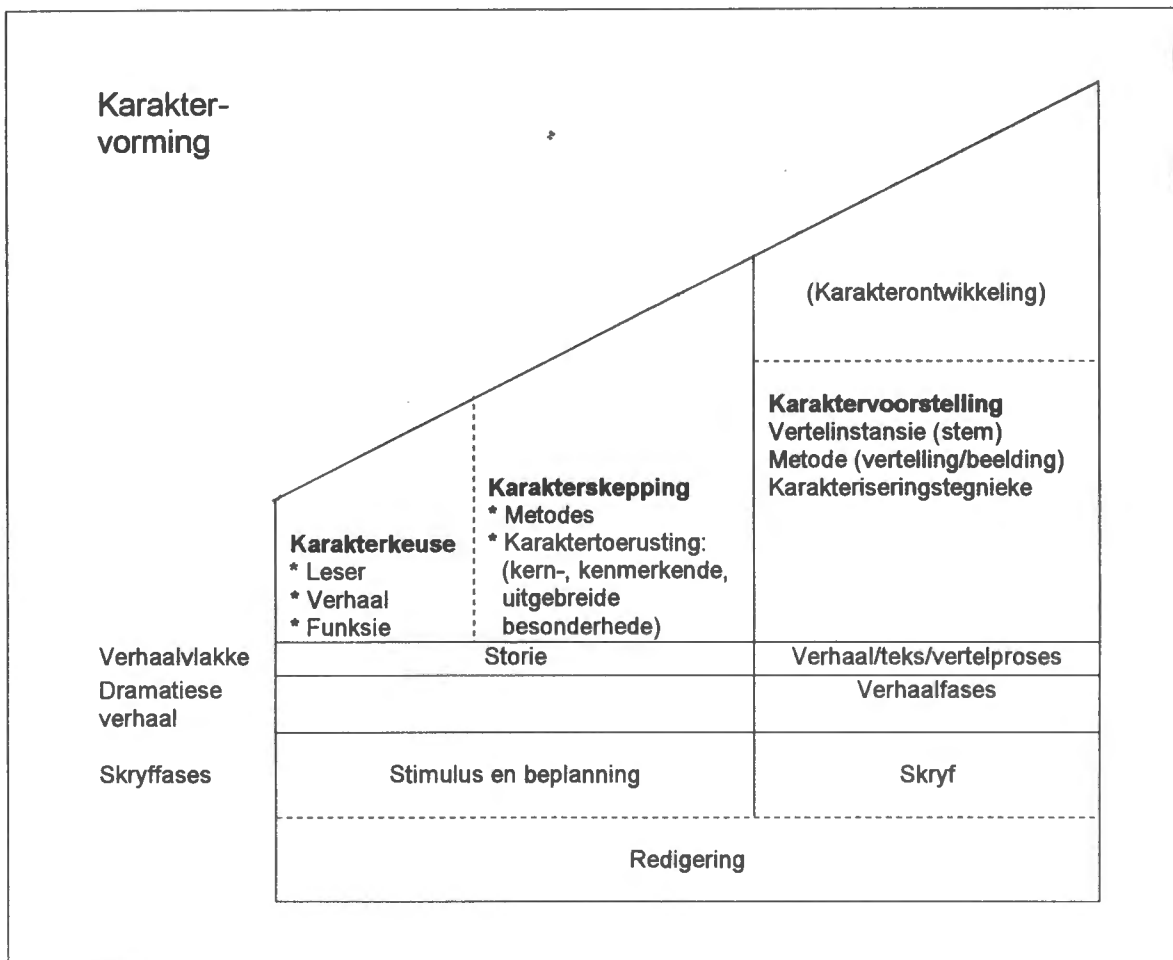 Karakter-
vorming
(Karakterontwikkeling)
Karaktervoorstelling
Vertelinstansie (stem)
Metode (vertelling/beelding)
Karakteriseringstegnieke
Karakterskepping
* Metodes
* Karaktertoerusting:
(kern-, kenmerkende,
uitgebreide
besonderhede)
Karakterkeuse
* Leser
* Verhaal
* Funksie
Verhaalvlakke
Storie
Verhaal/teks/vertelproses
Dramatiese
verhaal
Verhaalfases
Skryffases
Stimulus en beplanning
Skryf
Redigering